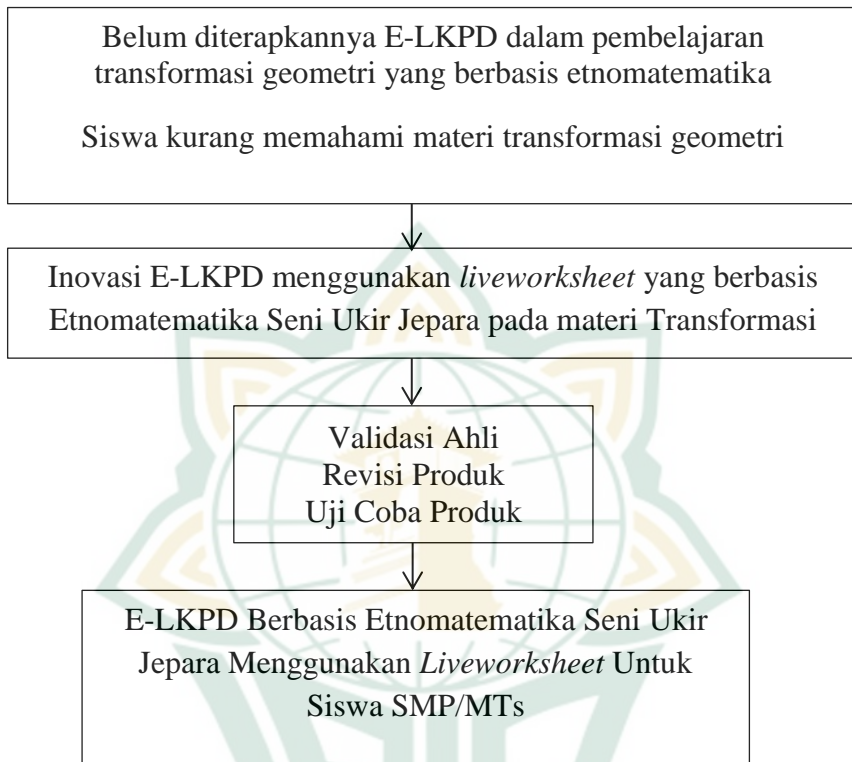 Belum diterapkannya E-LKPD dalam pembelajaran
transformasi geometri yang berbasis etnomatematika
Siswa kurang memahami materi transformasi geometri
Inovasi E-LKPD menggunakan liveworksheet yang berbasis
Etnomatematika Seni Ukir Jepara pada materi Transformasi
Validasi Ahli
Revisi Produk
Uji Coba Produk
E-LKPD Berbasis Etnomatematika Seni Ukir
Jepara Menggunakan Liveworksheet Untuk
Siswa SMP/MTs